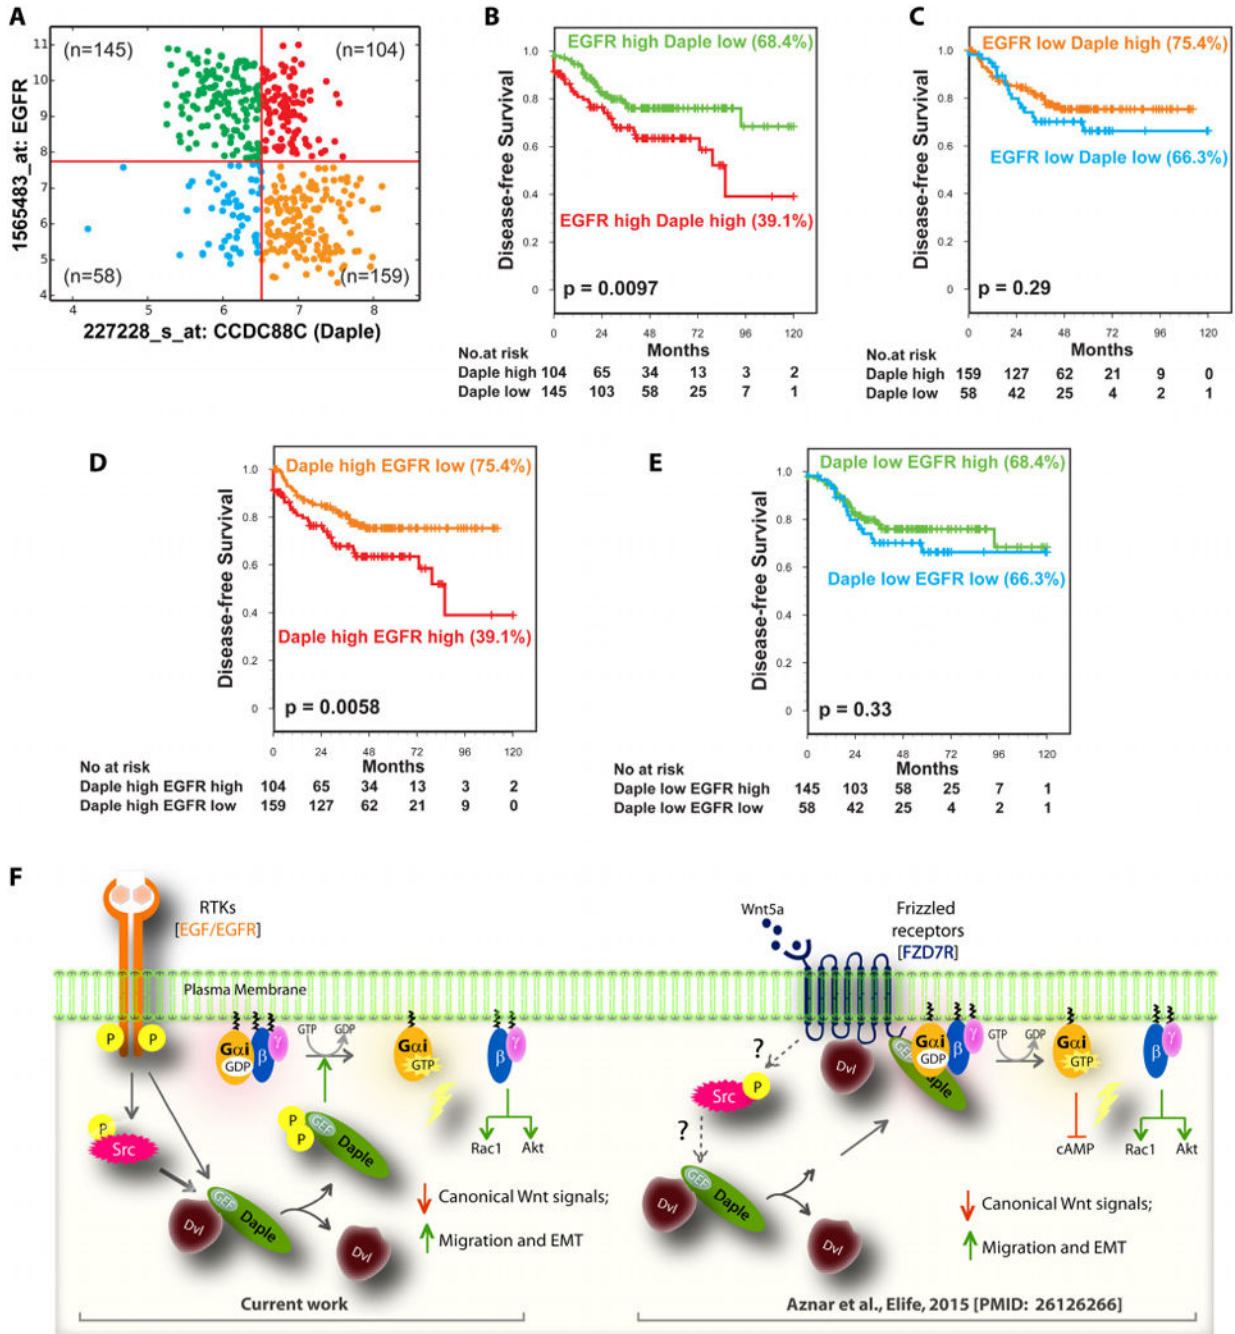 A
(n=145)
(n=104)
(n=58)
(n=159)
11
10
9
8
7
6
5
4
1565483_at: EGFR
4 5 6 7 8
227228_s_at: CCDC88C (Daple)
B
EGFR high Daple low (68.4%)
EGFR high Daple high (39.1%)
p = 0.0097
Disease-free Survival
1.0
0.8
0.6
0.4
0.2
0
0 24 48 72 96 120
Months
No.at risk
Daple high 104 65 34 13 3 2
Daple low 145 103 58 25 7 1
C
EGFR low Daple high (75.4%)
EGFR low Daple low (66.3%)
p = 0.29
Disease-free Survival
1.0
0.8
0.6
0.4
0.2
0
0 24 48 72 96 120
Months
No.at risk
Daple high 159 127 62 21 9 0
Daple low 58 42 25 4 2 1
D
Daple high EGFR low (75.4%)
Daple high EGFR high (39.1%)
p = 0.0058
Disease-free Survival
1.0
0.8
0.6
0.4
0.2
0
0 24 48 72 96 120
Months
No at risk
Daple high EGFR high 104 65 34 13 3 2
Daple high EGFR low 159 127 62 21 9 0
E
Daple low EGFR high (68.4%)
Daple low EGFR low (66.3%)
p = 0.33
Disease-free Survival
1.0
0.8
0.6
0.4
0.2
0
0 24 48 72 96 120
Months
No at risk
Daple low EGFR high 145 103 58 25 7 1
Daple low EGFR low 58 42 25 4 2 1
F
RTKs
[EGF/EGFR]
Plasma Membrane
P P
Gαi
GDP
β γ
GTP GDP
Gαi
GTP
β γ
Rac1 Akt
P
Src
P
P
GEF
Daple
GEF
Daple
Dvl
Dvl
Canonical Wnt signals;
Migration and EMT
Current work
Wnt5a
Frizzled
receptors
[FZD7R]
?
Src
P
?
Dvl
GEF
Daple
Gαi
GDP
β γ
GTP GDP
Gαi
GTP
β γ
cAMP
Rac1 Akt
GEF
Daple
Dvl
Dvl
Canonical Wnt signals;
Migration and EMT
Aznar et al., Elife, 2015 [PMID: 26126266]